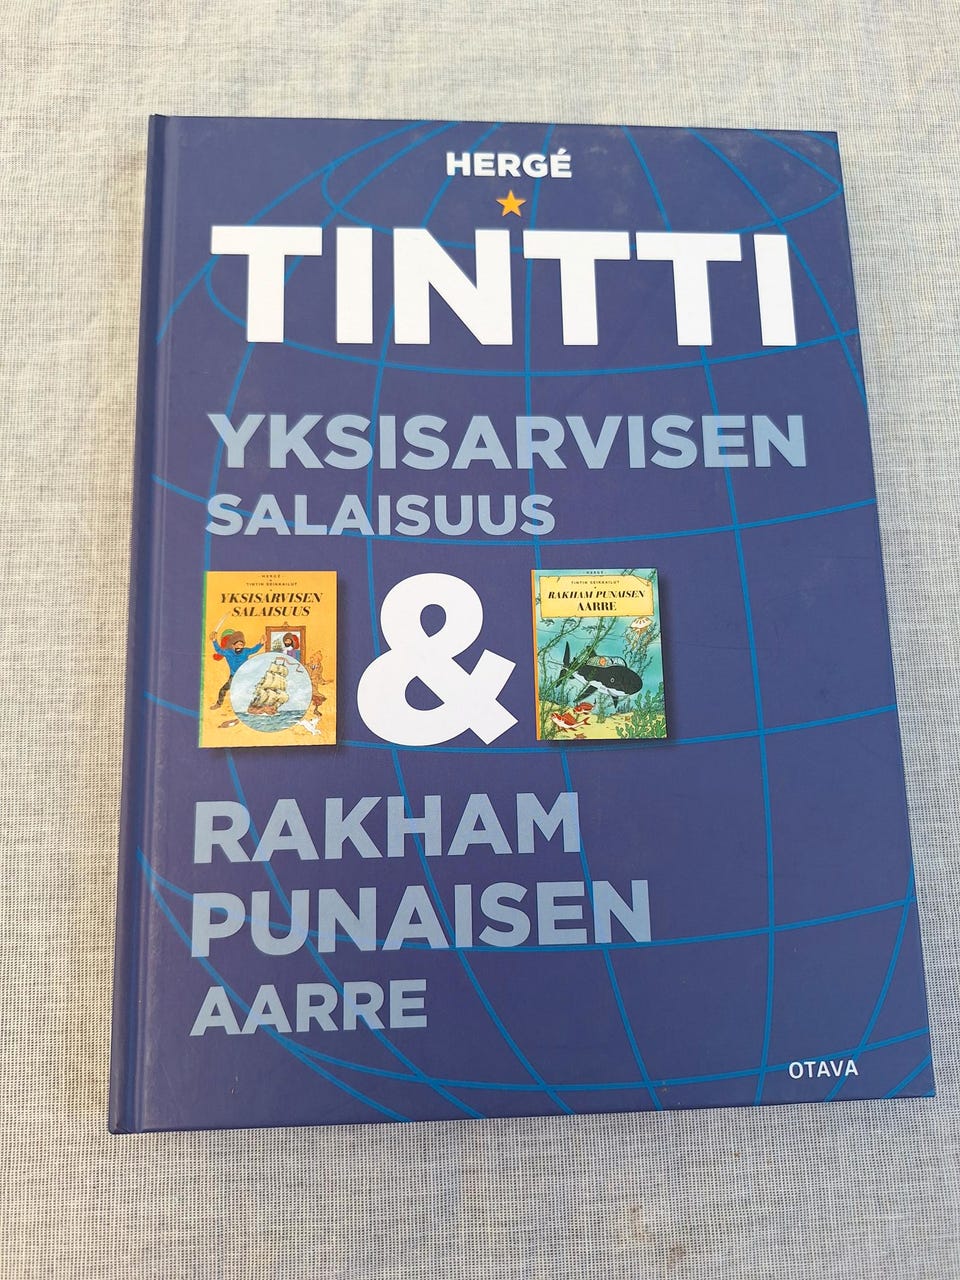 HERGÉ
TINTTI
YKSISARVISEN
SALAISUUS
HERGÉ
TINTIN SEIKKAILUT
YKSISARVISEN
SALAISUUS
&
HERGÉ
TINTIN SEIKKAILUT
RAKHAM PUNAISEN
AARRE
RAKHAM
PUNAISEN
AARRE
OTAVA